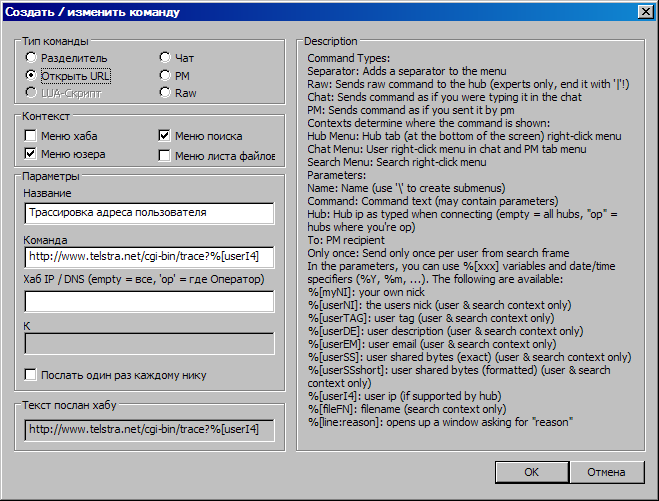 Создать / изменить команду
Тип команды
Разделитель
Чат
Открыть URL
PM
LUA-Скрипт
Raw
Контекст
Меню хаба
Меню поиска
Меню юзера
Меню листа файлов
Параметры
Название
Трассировка адреса пользователя
Команда
http://www.telstra.net/cgi-bin/trace?%[userI4]
Хаб IP / DNS (empty = все, 'op' = где Оператор)
К
Послать один раз каждому нику
Текст послан хабу
http://www.telstra.net/cgi-bin/trace?%[userI4]
Description
Command Types:
Separator: Adds a separator to the menu
Raw: Sends raw command to the hub (experts only, end it with '|'!)
Chat: Sends command as if you were typing it in the chat
PM: Sends command as if you sent it by pm
Contexts determine where the command is shown:
Hub Menu: Hub tab (at the bottom of the screen) right-click menu
Chat Menu: User right-click menu in chat and PM tab menu
Search Menu: Search right-click menu
Parameters:
Name: Name (use '\' to create submenus)
Command: Command text (may contain parameters)
Hub: Hub ip as typed when connecting (empty = all hubs, "op" =
hubs where you're op)
To: PM recipient
Only once: Send only once per user from search frame
In the parameters, you can use %[xxx] variables and date/time
specifiers (%Y, %m, ...). The following are available:
%[myNI]: your own nick
%[userNI]: the users nick (user & search context only)
%[userTAG]: user tag (user & search context only)
%[userDE]: user description (user & search context only)
%[userEM]: user email (user & search context only)
%[userSS]: user shared bytes (exact) (user & search context only)
%[userSSshort]: user shared bytes (formatted) (user & search
context only)
%[userI4]: user ip (if supported by hub)
%[fileFN]: filename (search context only)
%[line:reason]: opens up a window asking for "reason"
OK
Отмена